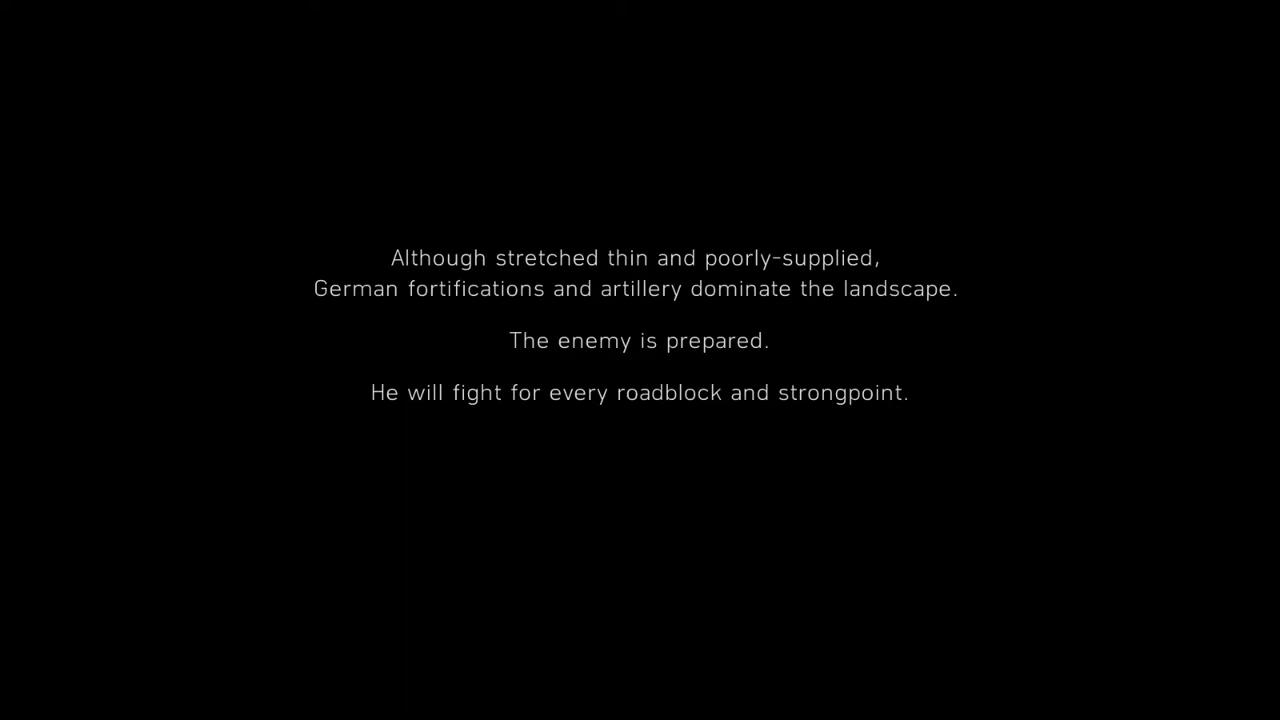 Although stretched thin and poorly-supplied,
German fortifications and artillery dominate the landscape.
The enemy is prepared.
He will fight for every roadblock and strongpoint.